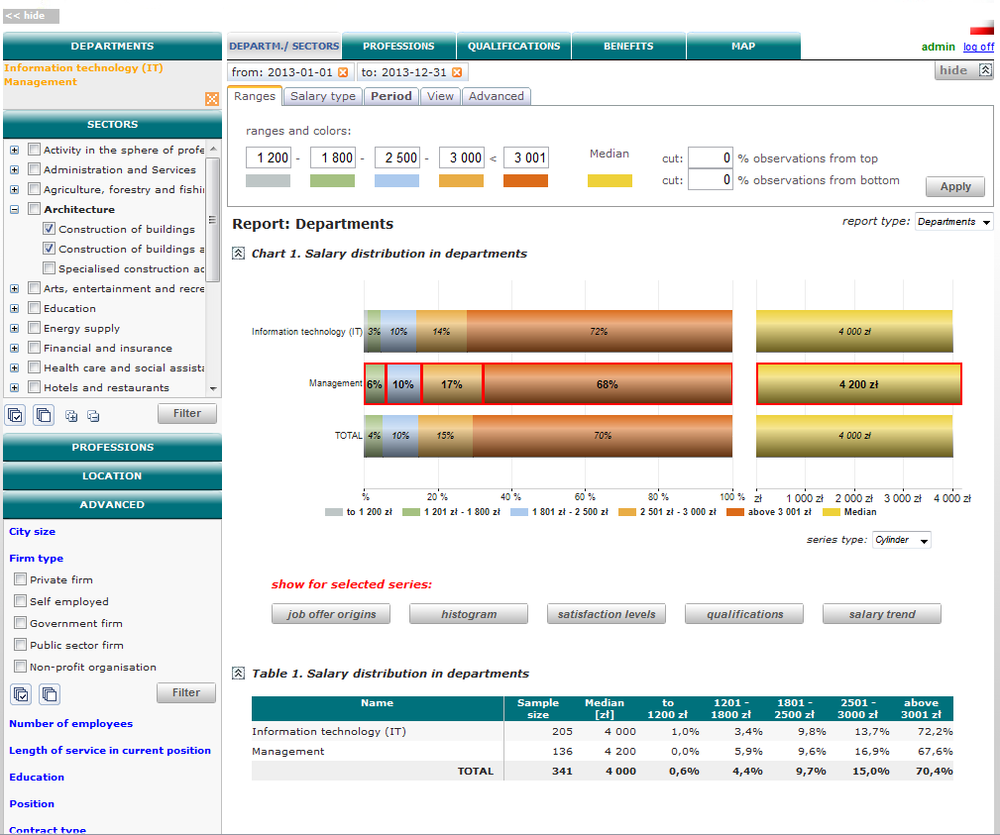 << hide
DEPARTMENTS
Information technology (IT)
Management
SECTORS
Activity in the sphere of profe
Administration and Services
Agriculture, forestry and fishi
Architecture
Construction of buildings
Construction of buildings a
Specialised construction ac
Arts, entertainment and recre
Education
Energy supply
Financial and insurance
Health care and social assista
Hotels and restaurants
Filter
PROFESSIONS
LOCATION
ADVANCED
City size
Firm type
Private firm
Self employed
Government firm
Public sector firm
Non-profit organisation
Filter
Number of employees
Length of service in current position
Education
Position
Contract type
DEPARTM./ SECTORS PROFESSIONS QUALIFICATIONS BENEFITS MAP
admin log off
from: 2013-01-01 to: 2013-12-31
hide
Ranges Salary type Period View Advanced
ranges and colors:
1 200 - 1 800 - 2 500 - 3 000 < 3 001
Median
cut: 0 % observations from top
cut: 0 % observations from bottom
Apply
Report: Departments
report type: Departments
Chart 1. Salary distribution in departments
Information technology (IT) 3% 10% 14% 72% 4 000 zł
Management 6% 10% 17% 68% 4 200 zł
TOTAL 4% 10% 15% 70% 4 000 zł
% 20 % 40 % 60 % 80 % 100 % zł 1 000 zł 2 000 zł 3 000 zł 4 000 zł
to 1 200 zł 1 201 zł - 1 800 zł 1 801 zł - 2 500 zł 2 501 zł - 3 000 zł above 3 001 zł Median
series type: Cylinder
show for selected series:
job offer origins histogram satisfaction levels qualifications salary trend
Table 1. Salary distribution in departments
Name Sample size Median [zł] to 1200 zł 1201 - 1800 zł 1801 - 2500 zł 2501 - 3000 zł above 3001 zł
Information technology (IT) 205 4 000 1,0% 3,4% 9,8% 13,7% 72,2%
Management 136 4 200 0,0% 5,9% 9,6% 16,9% 67,6%
TOTAL 341 4 000 0,6% 4,4% 9,7% 15,0% 70,4%